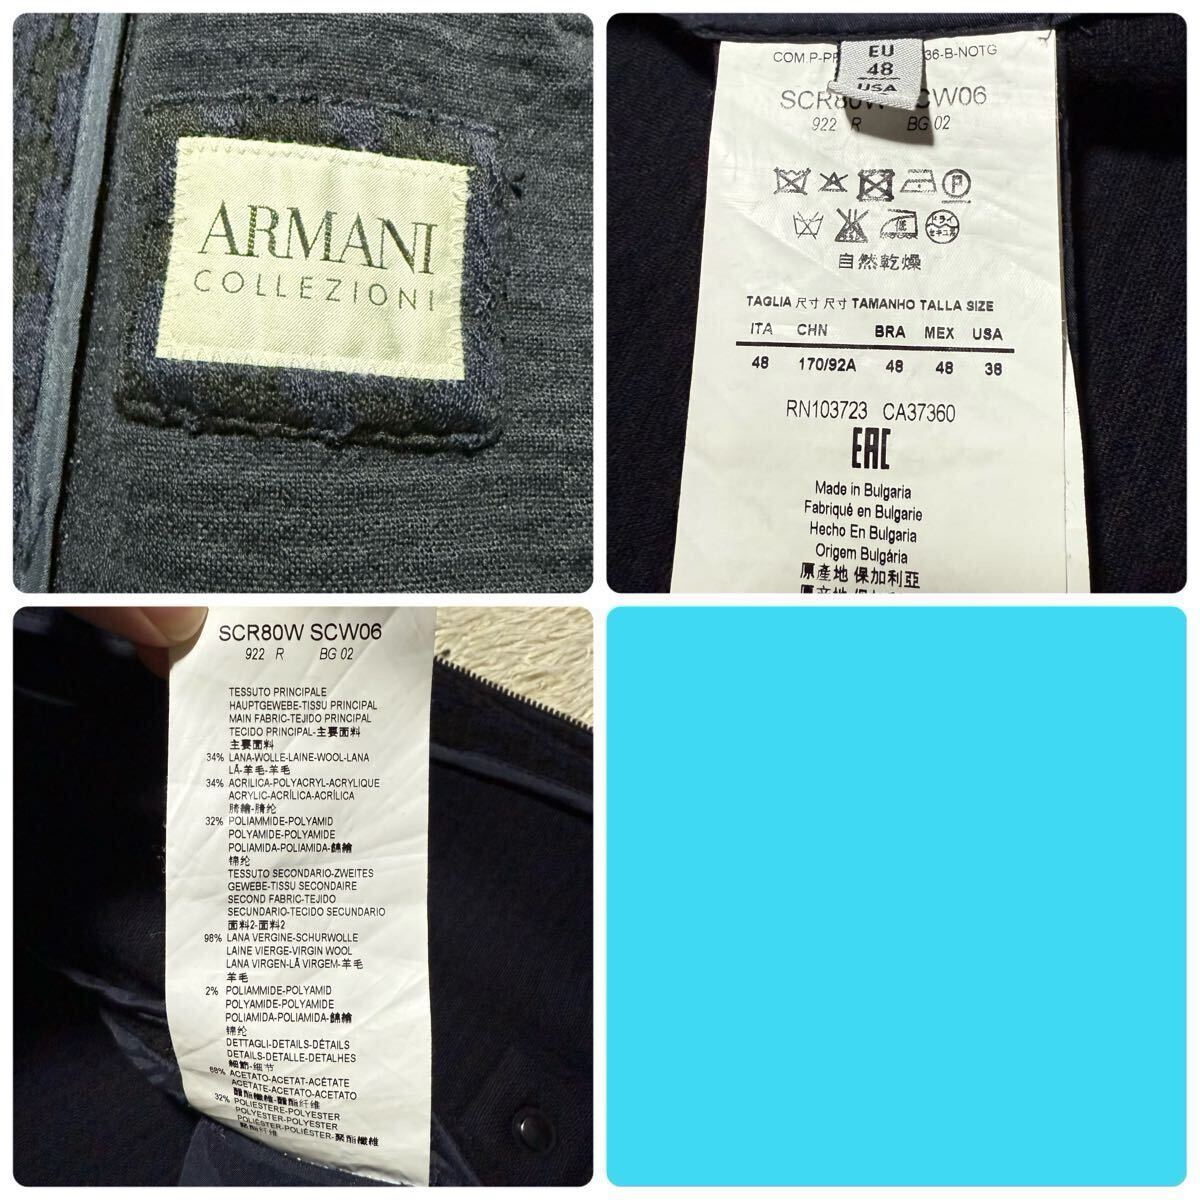 ARMANI
COLLEZIONI
EU
48
USA
COM.P-P 36-B-NOTG
SCR80W SCW06
922 R BG 02
自然乾燥
TAGLIA 尺寸 尺寸 TAMANHO TALLA SIZE
ITA CHN BRA MEX USA
48 170/92A 48 48 38
RN103723 CA37360
EAC
Made in Bulgaria
Fabriqué en Bulgarie
Hecho En Bulgaria
Origem Bulgária
原產地 保加利亞
SCR80W SCW06
922 R BG 02
TESSUTO PRINCIPALE
HAUPTGEWEBE-TISSU PRINCIPAL
MAIN FABRIC-TEJIDO PRINCIPAL
TECIDO PRINCIPAL-主要面料
主要面料
34% LANA-WOLLE-LAINE-WOOL-LANA
LÃ-羊毛-羊毛
34% ACRILICA-POLYACRYL-ACRYLIQUE
ACRYLIC-ACRÍLICA-ACRÍLICA
32% POLIAMMIDE-POLYAMID
POLYAMIDE-POLYAMIDE
POLIAMIDA-POLIAMIDA-錦綸
锦纶
TESSUTO SECONDARIO-ZWEITES
GEWEBE-TISSU SECONDAIRE
SECOND FABRIC-TEJIDO
SECUNDARIO-TECIDO SECUNDARIO
面料2-面料2
98% LANA VERGINE-SCHURWOLLE
LAINE VIERGE-VIRGIN WOOL
LANA VIRGEN-LÃ VIRGEM-羊毛
羊毛
2% POLIAMMIDE-POLYAMID
POLYAMIDE-POLYAMIDE
POLIAMIDA-POLIAMIDA-錦綸
锦纶
DETTAGLI-DETAILS-DÉTAILS
DETAILS-DETALLE-DETALHES
細節-细节
68% ACETATO-ACETAT-ACÉTATE
ACETATE-ACETATO-ACETATO
醋酯纖維-醋酯纤维
32% POLIESTERE-POLYESTER
POLYESTER-POLYESTER
POLIÉSTER-POLIÉSTER-聚酯纖維
聚酯纤维